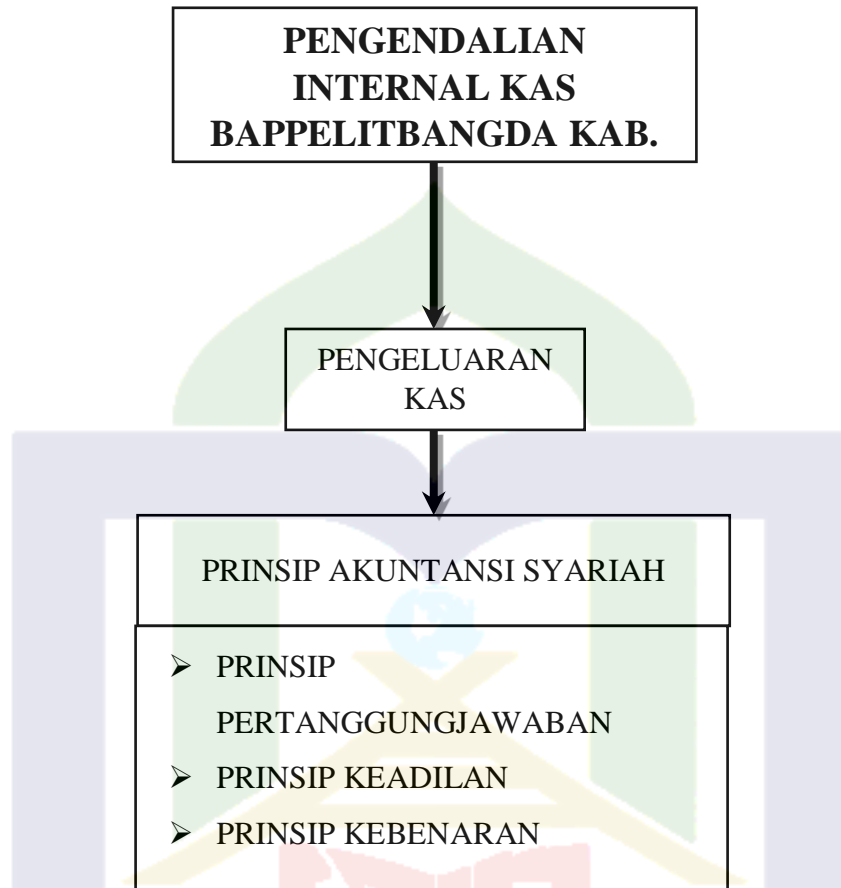 PENGENDALIAN
INTERNAL KAS
BAPPELITBANGDA KAB.
PENGELUARAN
KAS
PRINSIP AKUNTANSI SYARIAH
➢ PRINSIP
PERTANGGUNGJAWABAN
➢ PRINSIP KEADILAN
➢ PRINSIP KEBENARAN